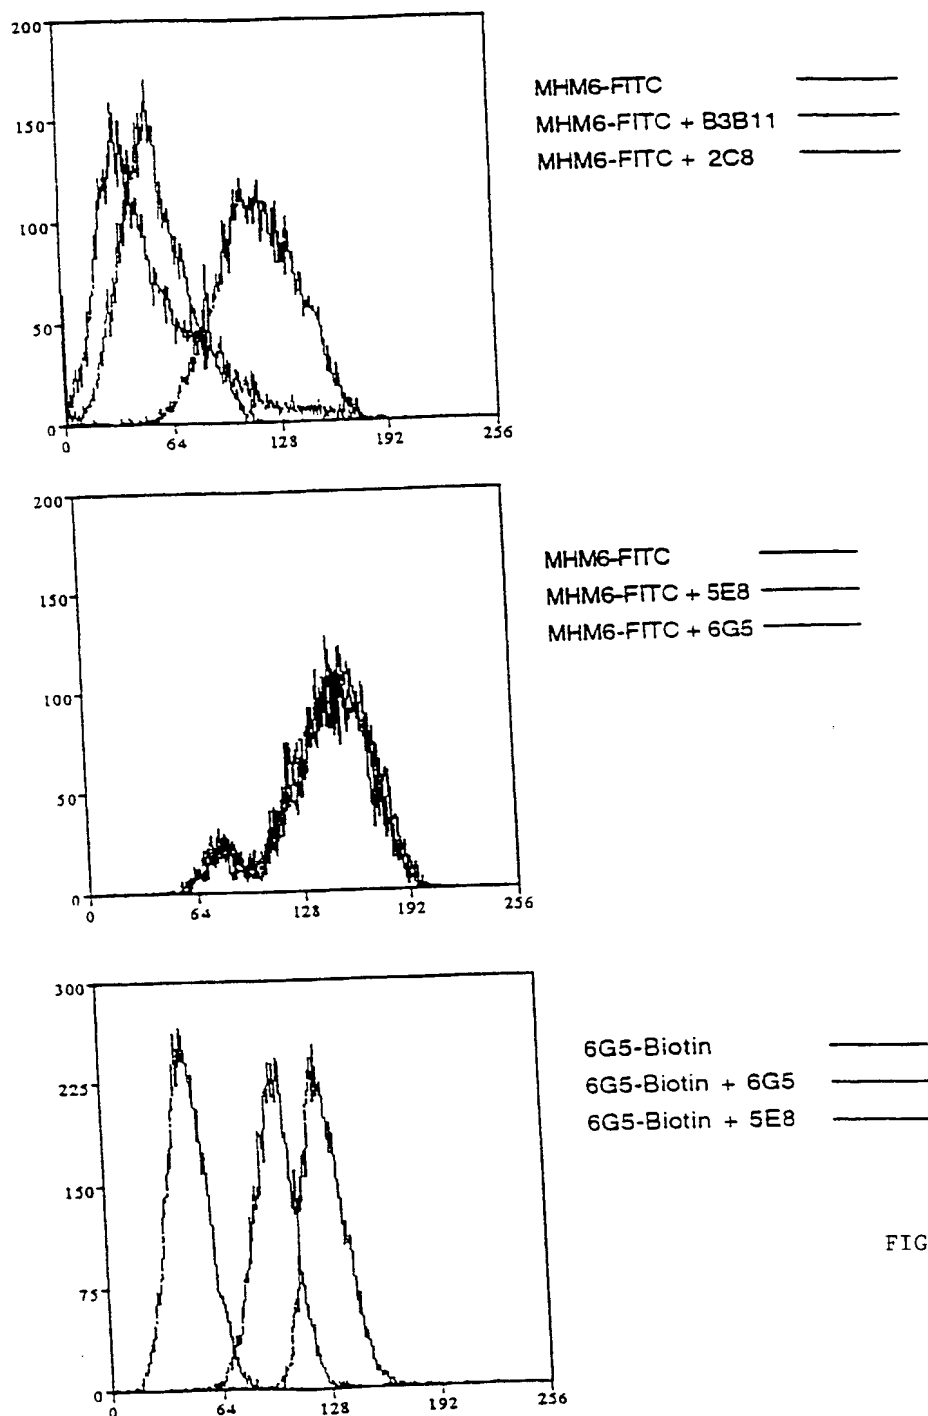 200
150
100
50
0
0 64 128 192 256
MHM6-FITC
MHM6-FITC + B3B11
MHM6-FITC + 2C8
200
150
100
50
0
0 64 128 192 256
MHM6-FITC
MHM6-FITC + 5E8
MHM6-FITC + 6G5
300
225
150
75
0
0 64 128 192 256
6G5-Biotin
6G5-Biotin + 6G5
6G5-Biotin + 5E8
FIG